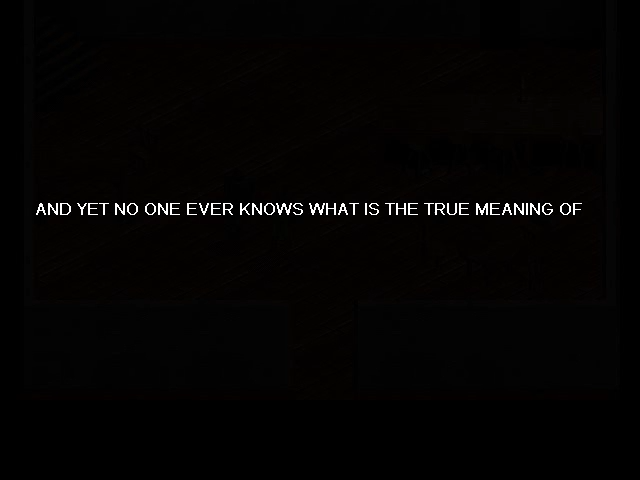 AND YET NO ONE EVER KNOWS WHAT IS THE TRUE MEANING OF